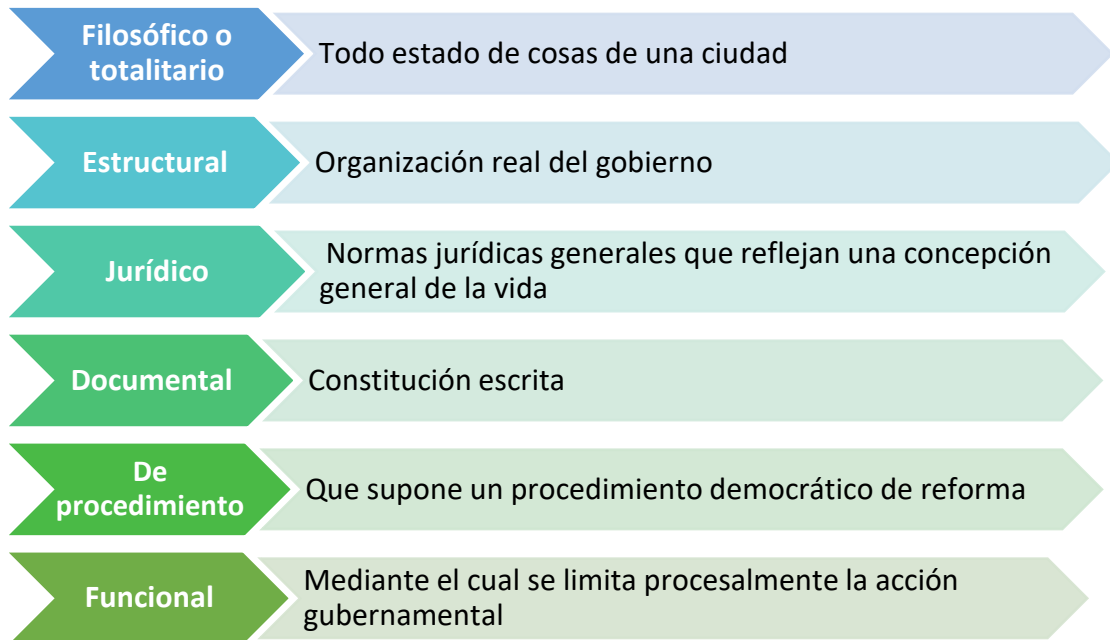 Filosófico o
totalitario
Todo estado de cosas de una ciudad
Estructural
Organización real del gobierno
Jurídico
Normas jurídicas generales que reflejan una concepción
general de la vida
Documental
Constitución escrita
De
procedimiento
Que supone un procedimiento democrático de reforma
Funcional
Mediante el cual se limita procesalmente la acción
gubernamental